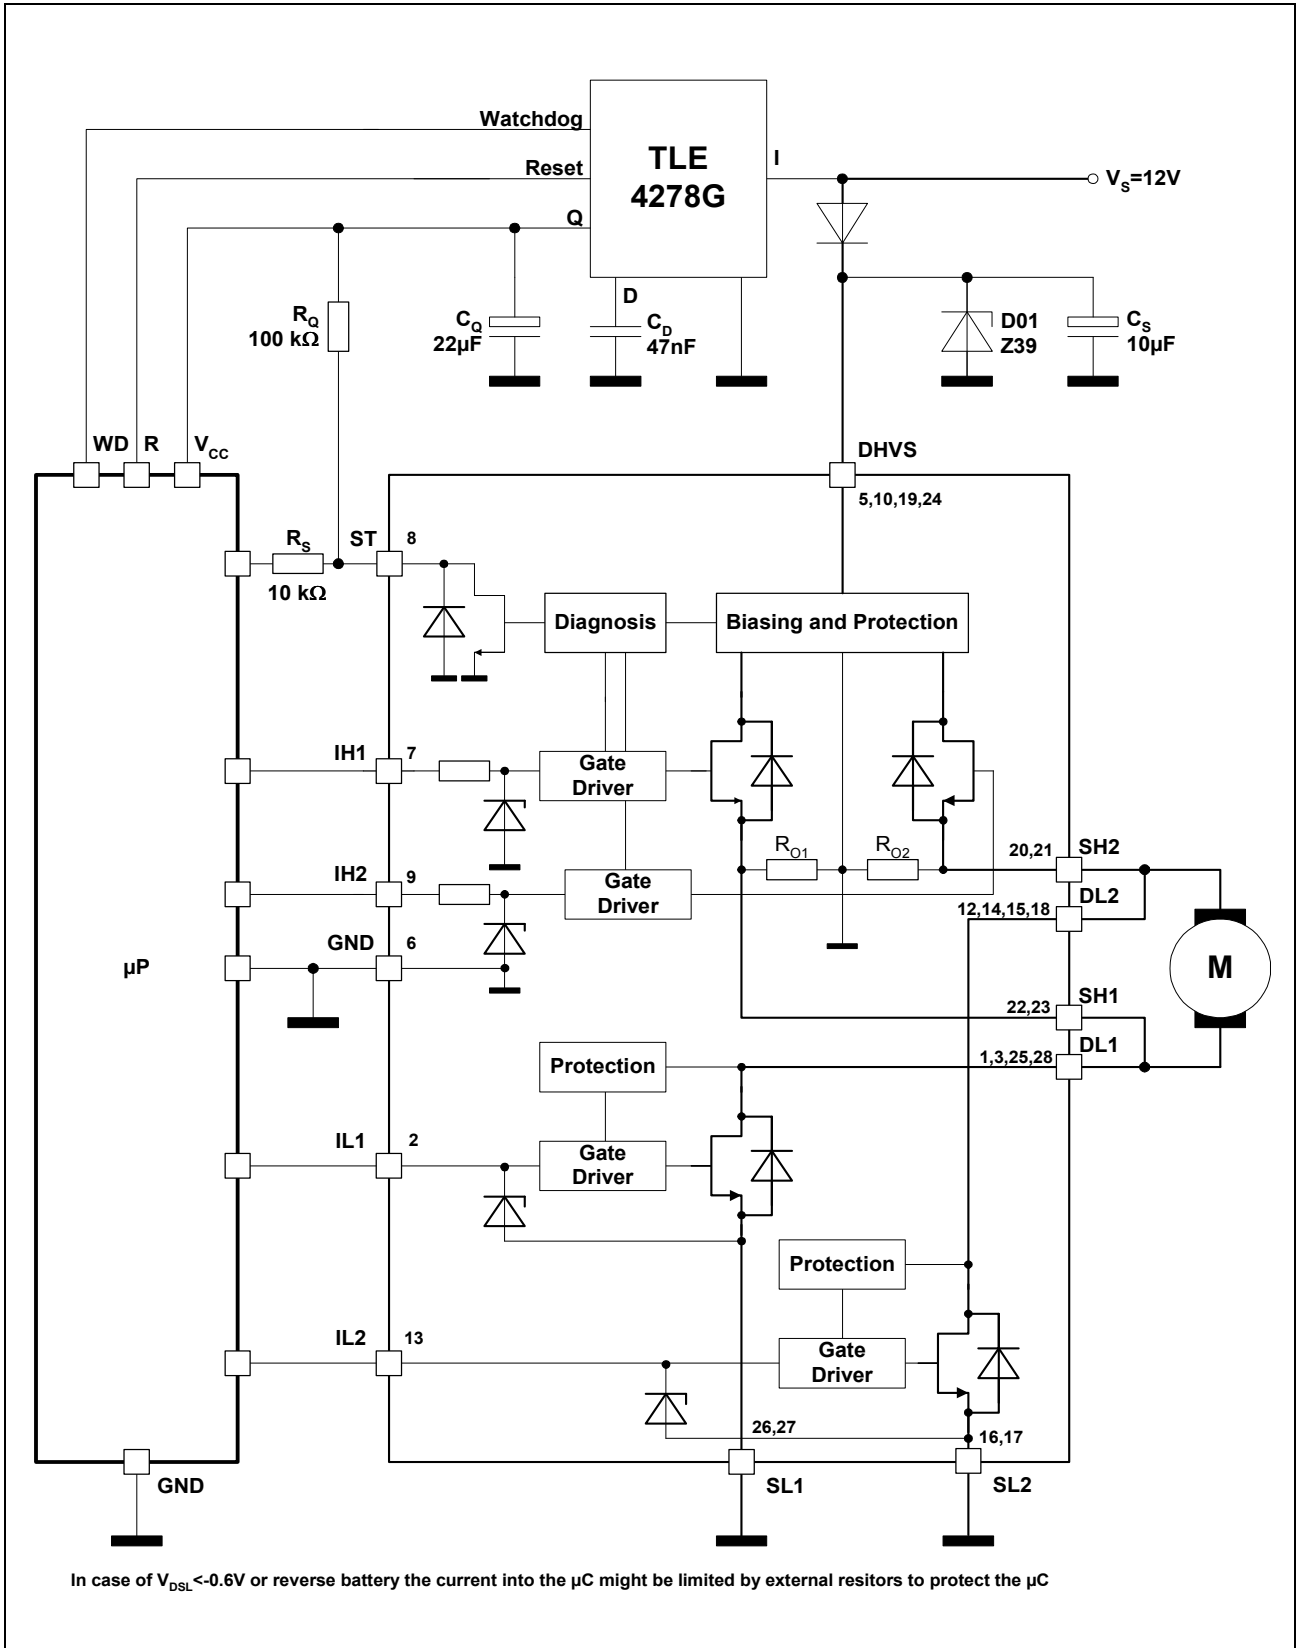 Watchdog
TLE
4278G
I
Reset
V_S=12V
Q
D
R_Q
100 kΩ
C_Q
22µF
C_D
47nF
D01
Z39
C_S
10µF
WD
R
V_CC
DHVS
5,10,19,24
R_S
10 kΩ
ST
8
Diagnosis
Biasing and Protection
IH1
7
Gate
Driver
R_O1
R_O2
20,21
SH2
IH2
9
Gate
Driver
12,14,15,18
DL2
GND
6
µP
M
22,23
SH1
1,3,25,28
DL1
Protection
IL1
2
Gate
Driver
Protection
IL2
13
Gate
Driver
26,27
16,17
GND
SL1
SL2
In case of V_DSL<-0.6V or reverse battery the current into the µC might be limited by external resitors to protect the µC